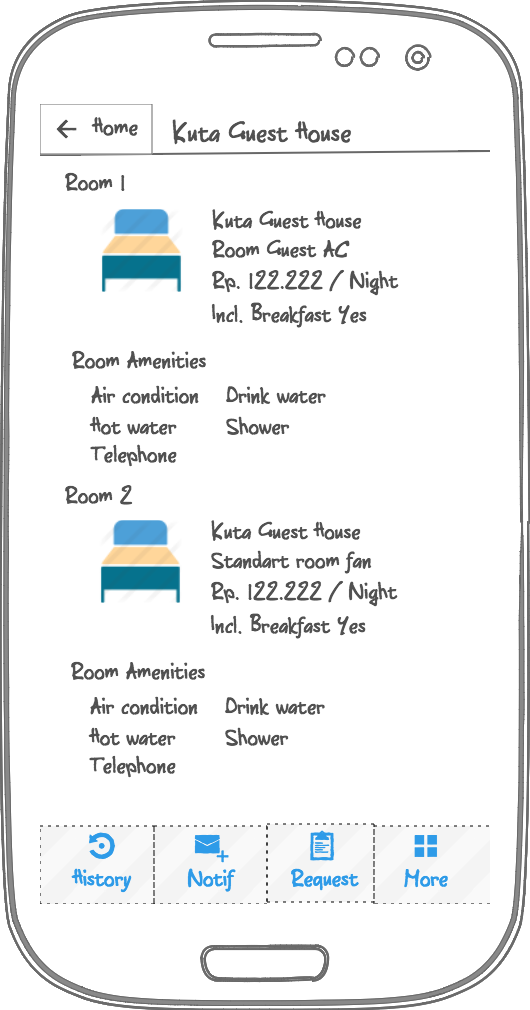 Home
Kuta Guest House
Room 1
Kuta Guest House
Room Guest AC
Rp. 122.222 / Night
Incl. Breakfast Yes
Room Amenities
Air condition Drink water
Hot water Shower
Telephone
Room 2
Kuta Guest House
Standart room fan
Rp. 122.222 / Night
Incl. Breakfast Yes
Room Amenities
Air condition Drink water
Hot water Shower
Telephone
History Notif Request More